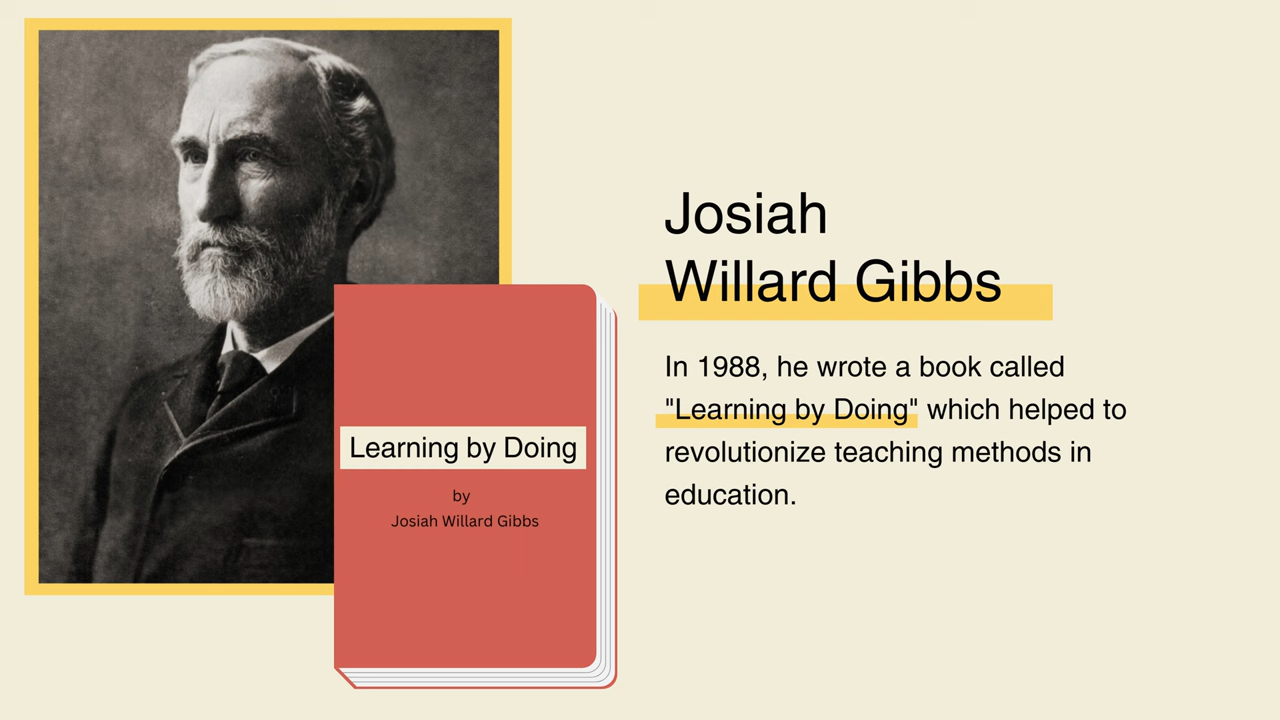 Josiah
Willard Gibbs
In 1988, he wrote a book called
"Learning by Doing" which helped to
revolutionize teaching methods in
education.
Learning by Doing
by
Josiah Willard Gibbs